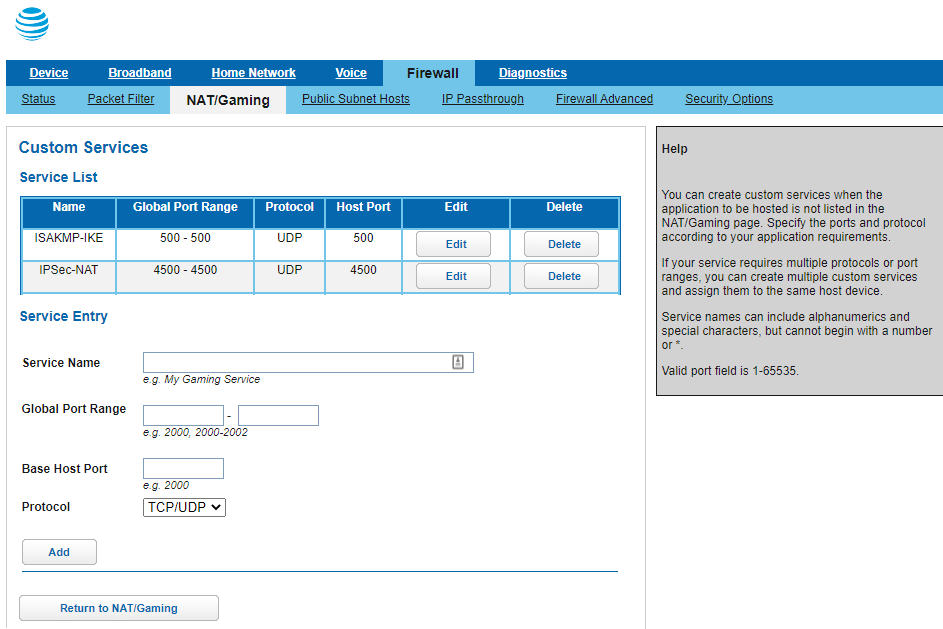 Device Broadband Home Network Voice Firewall Diagnostics
Status Packet Filter NAT/Gaming Public Subnet Hosts IP Passthrough Firewall Advanced Security Options
Custom Services
Service List
Name Global Port Range Protocol Host Port Edit Delete
ISAKMP-IKE 500 - 500 UDP 500 Edit Delete
IPSec-NAT 4500 - 4500 UDP 4500 Edit Delete
Service Entry
Service Name
e.g. My Gaming Service
Global Port Range -
e.g. 2000, 2000-2002
Base Host Port
e.g. 2000
Protocol TCP/UDP
Add
Return to NAT/Gaming
Help
You can create custom services when the
application to be hosted is not listed in the
NAT/Gaming page. Specify the ports and protocol
according to your application requirements.
If your service requires multiple protocols or port
ranges, you can create multiple custom services
and assign them to the same host device.
Service names can include alphanumerics and
special characters, but cannot begin with a number
or *.
Valid port field is 1-65535.